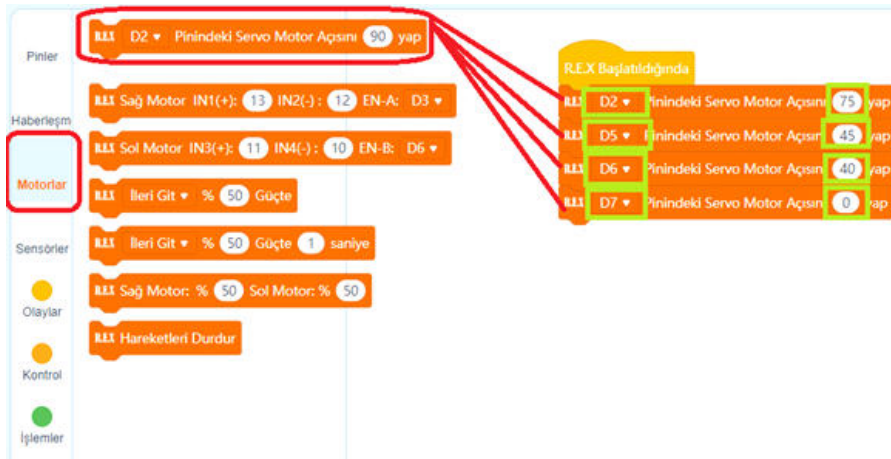 Pinler
Haberleşm
Motorlar
Sensörler
Olaylar
Kontrol
İşlemler
R.E.X D2 Pinindeki Servo Motor Açısını 90 yap
R.E.X Sağ Motor IN1(+): 13 IN2(-) : 12 EN-A: D3
R.E.X Sol Motor IN3(+): 11 IN4(-) : 10 EN-B: D6
R.E.X İleri Git % 50 Güçte
R.E.X İleri Git % 50 Güçte 1 saniye
R.E.X Sağ Motor: % 50 Sol Motor: % 50
R.E.X Hareketleri Durdur
R.E.X Başlatıldığında
R.E.X D2 Pinindeki Servo Motor Açısını 75 yap
R.E.X D5 Pinindeki Servo Motor Açısın 45 yap
R.E.X D6 Pinindeki Servo Motor Açısın 40 yap
R.E.X D7 Pinindeki Servo Motor Açısın 0 yap